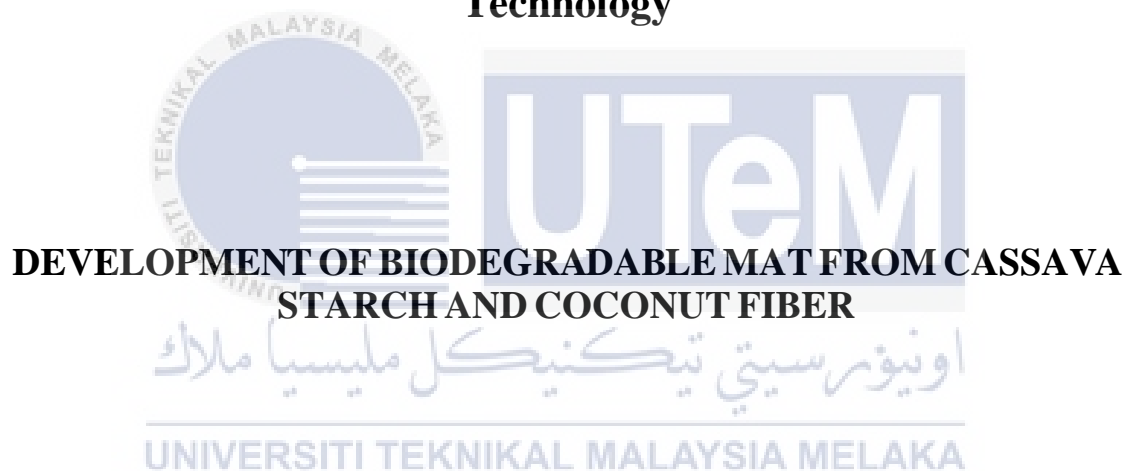 Technology
UNIVERSITI TEKNIKAL MALAYSIA MELAKA
UTeM
DEVELOPMENT OF BIODEGRADABLE MAT FROM CASSAVA
STARCH AND COCONUT FIBER
اونيۏرسيتي تيكنيكل مليسيا ملاك
UNIVERSITI TEKNIKAL MALAYSIA MELAKA